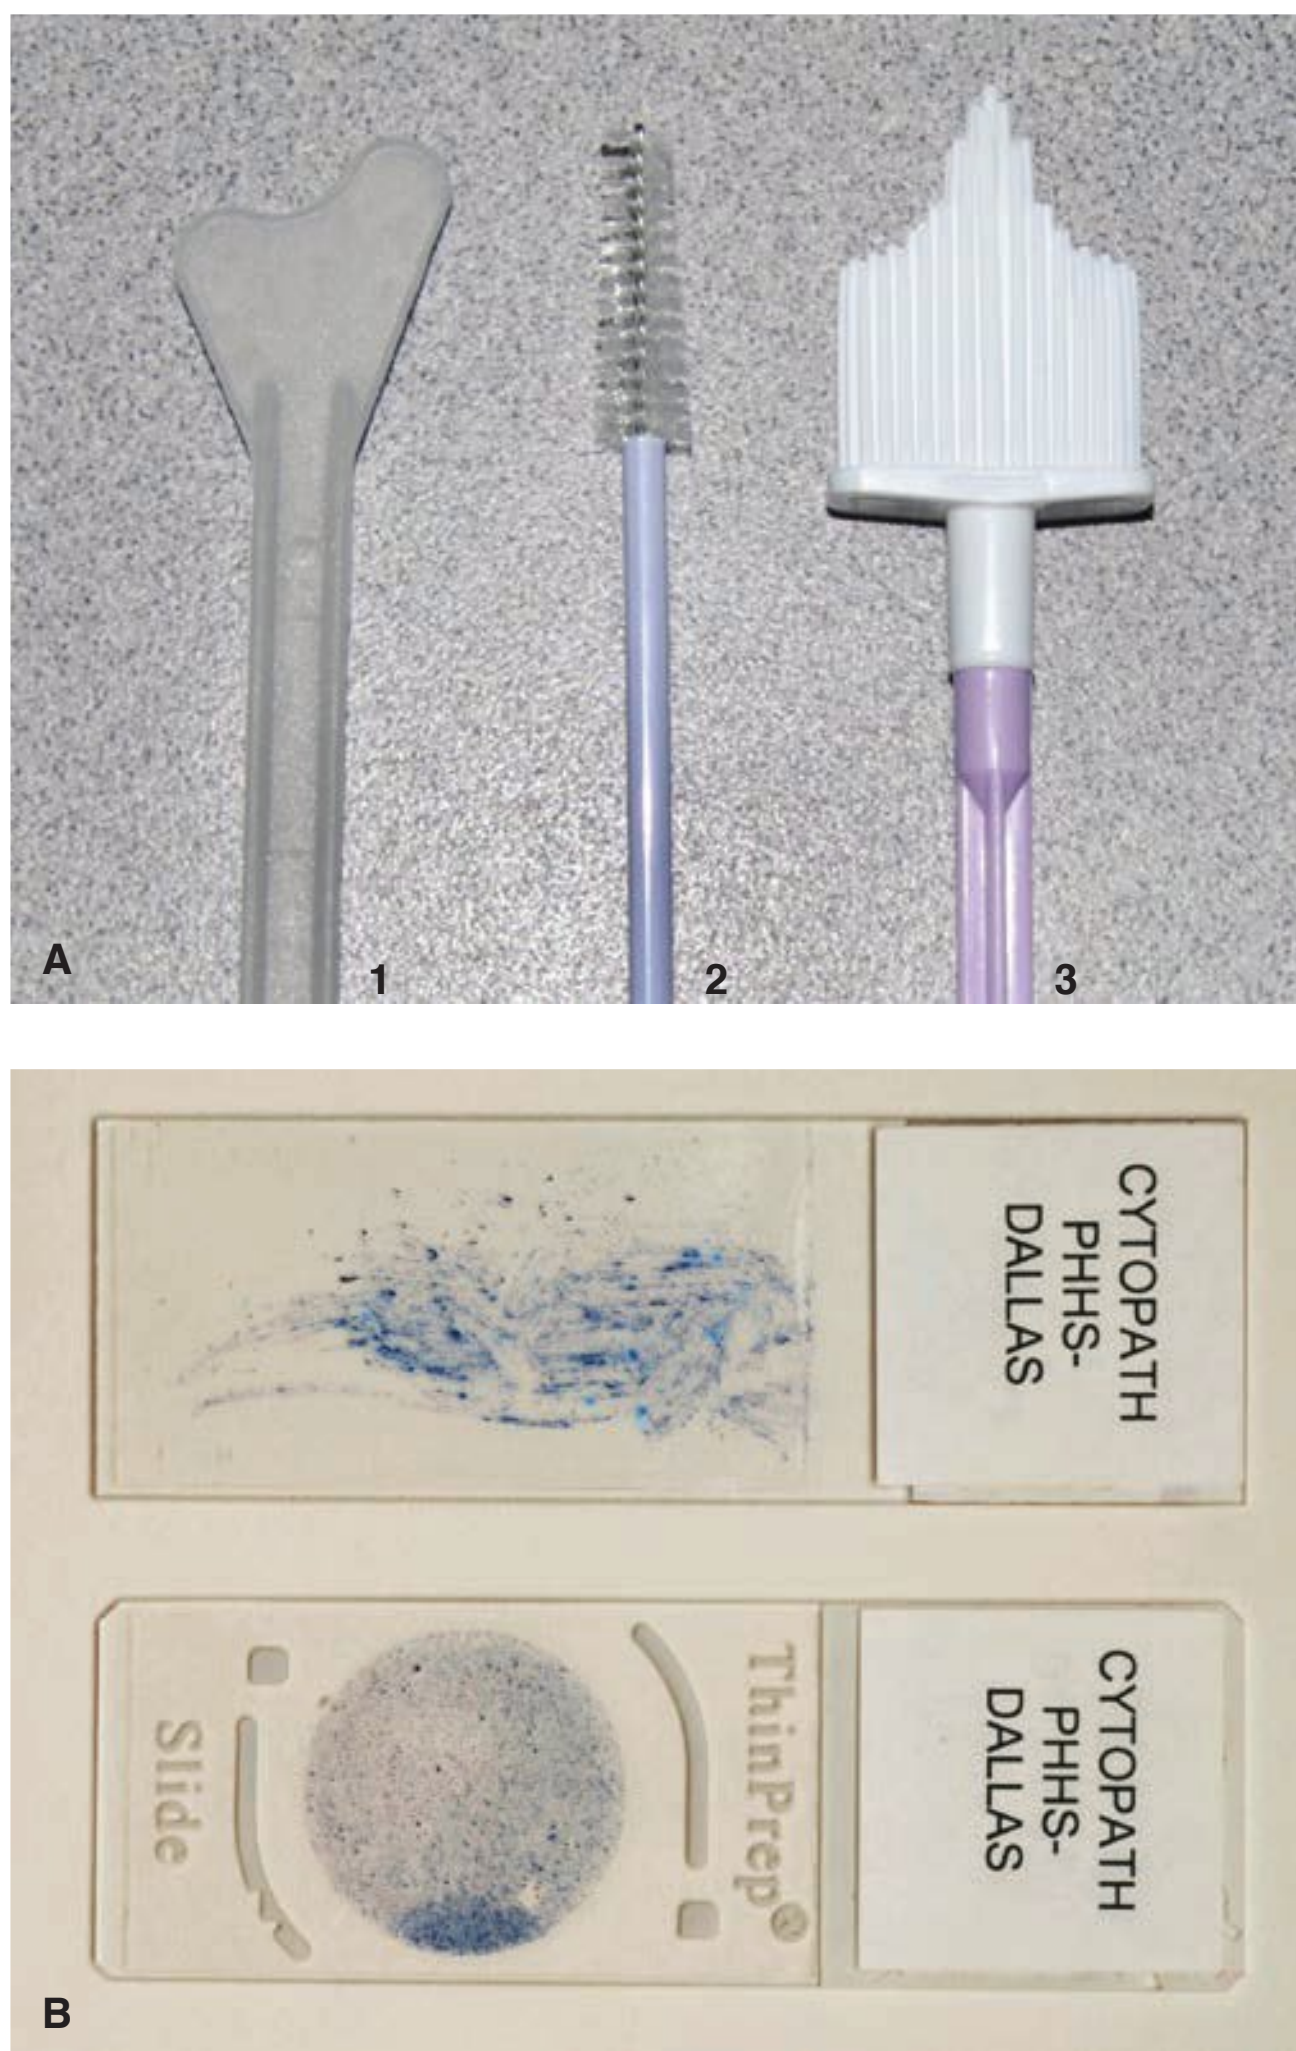 A
1
2
3
CYTOPATH
PHHS-
DALLAS
ThinPrep®
Slide
CYTOPATH
PHHS-
DALLAS
B